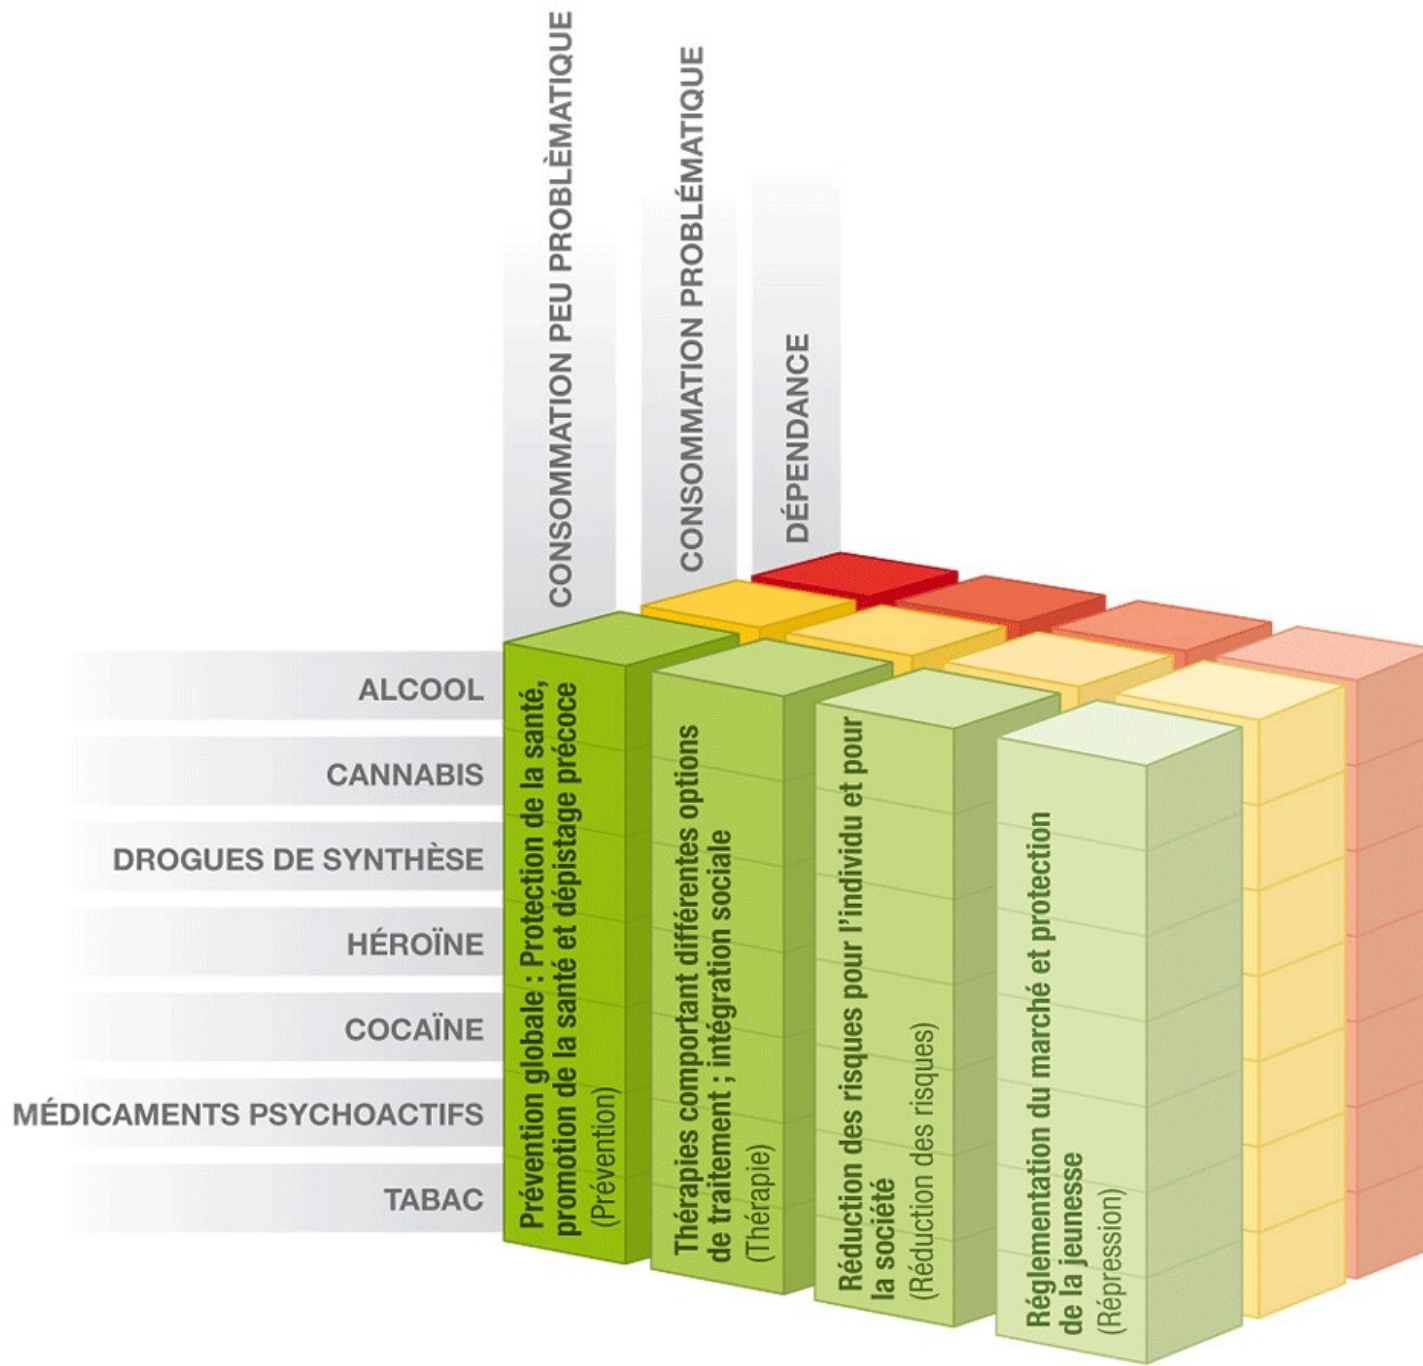 CONSOMMATION PEU PROBLÈMATIQUE
CONSOMMATION PROBLÉMATIQUE
DÉPENDANCE
ALCOOL
CANNABIS
DROGUES DE SYNTHÈSE
HÉROÏNE
COCAÏNE
MÉDICAMENTS PSYCHOACTIFS
TABAC
Prévention globale : Protection de la santé,
promotion de la santé et dépistage précoce
(Prévention)
Thérapies comportant différentes options
de traitement ; intégration sociale
(Thérapie)
Réduction des risques pour l'individu et pour
la société
(Réduction des risques)
Réglementation du marché et protection
de la jeunesse
(Répression)